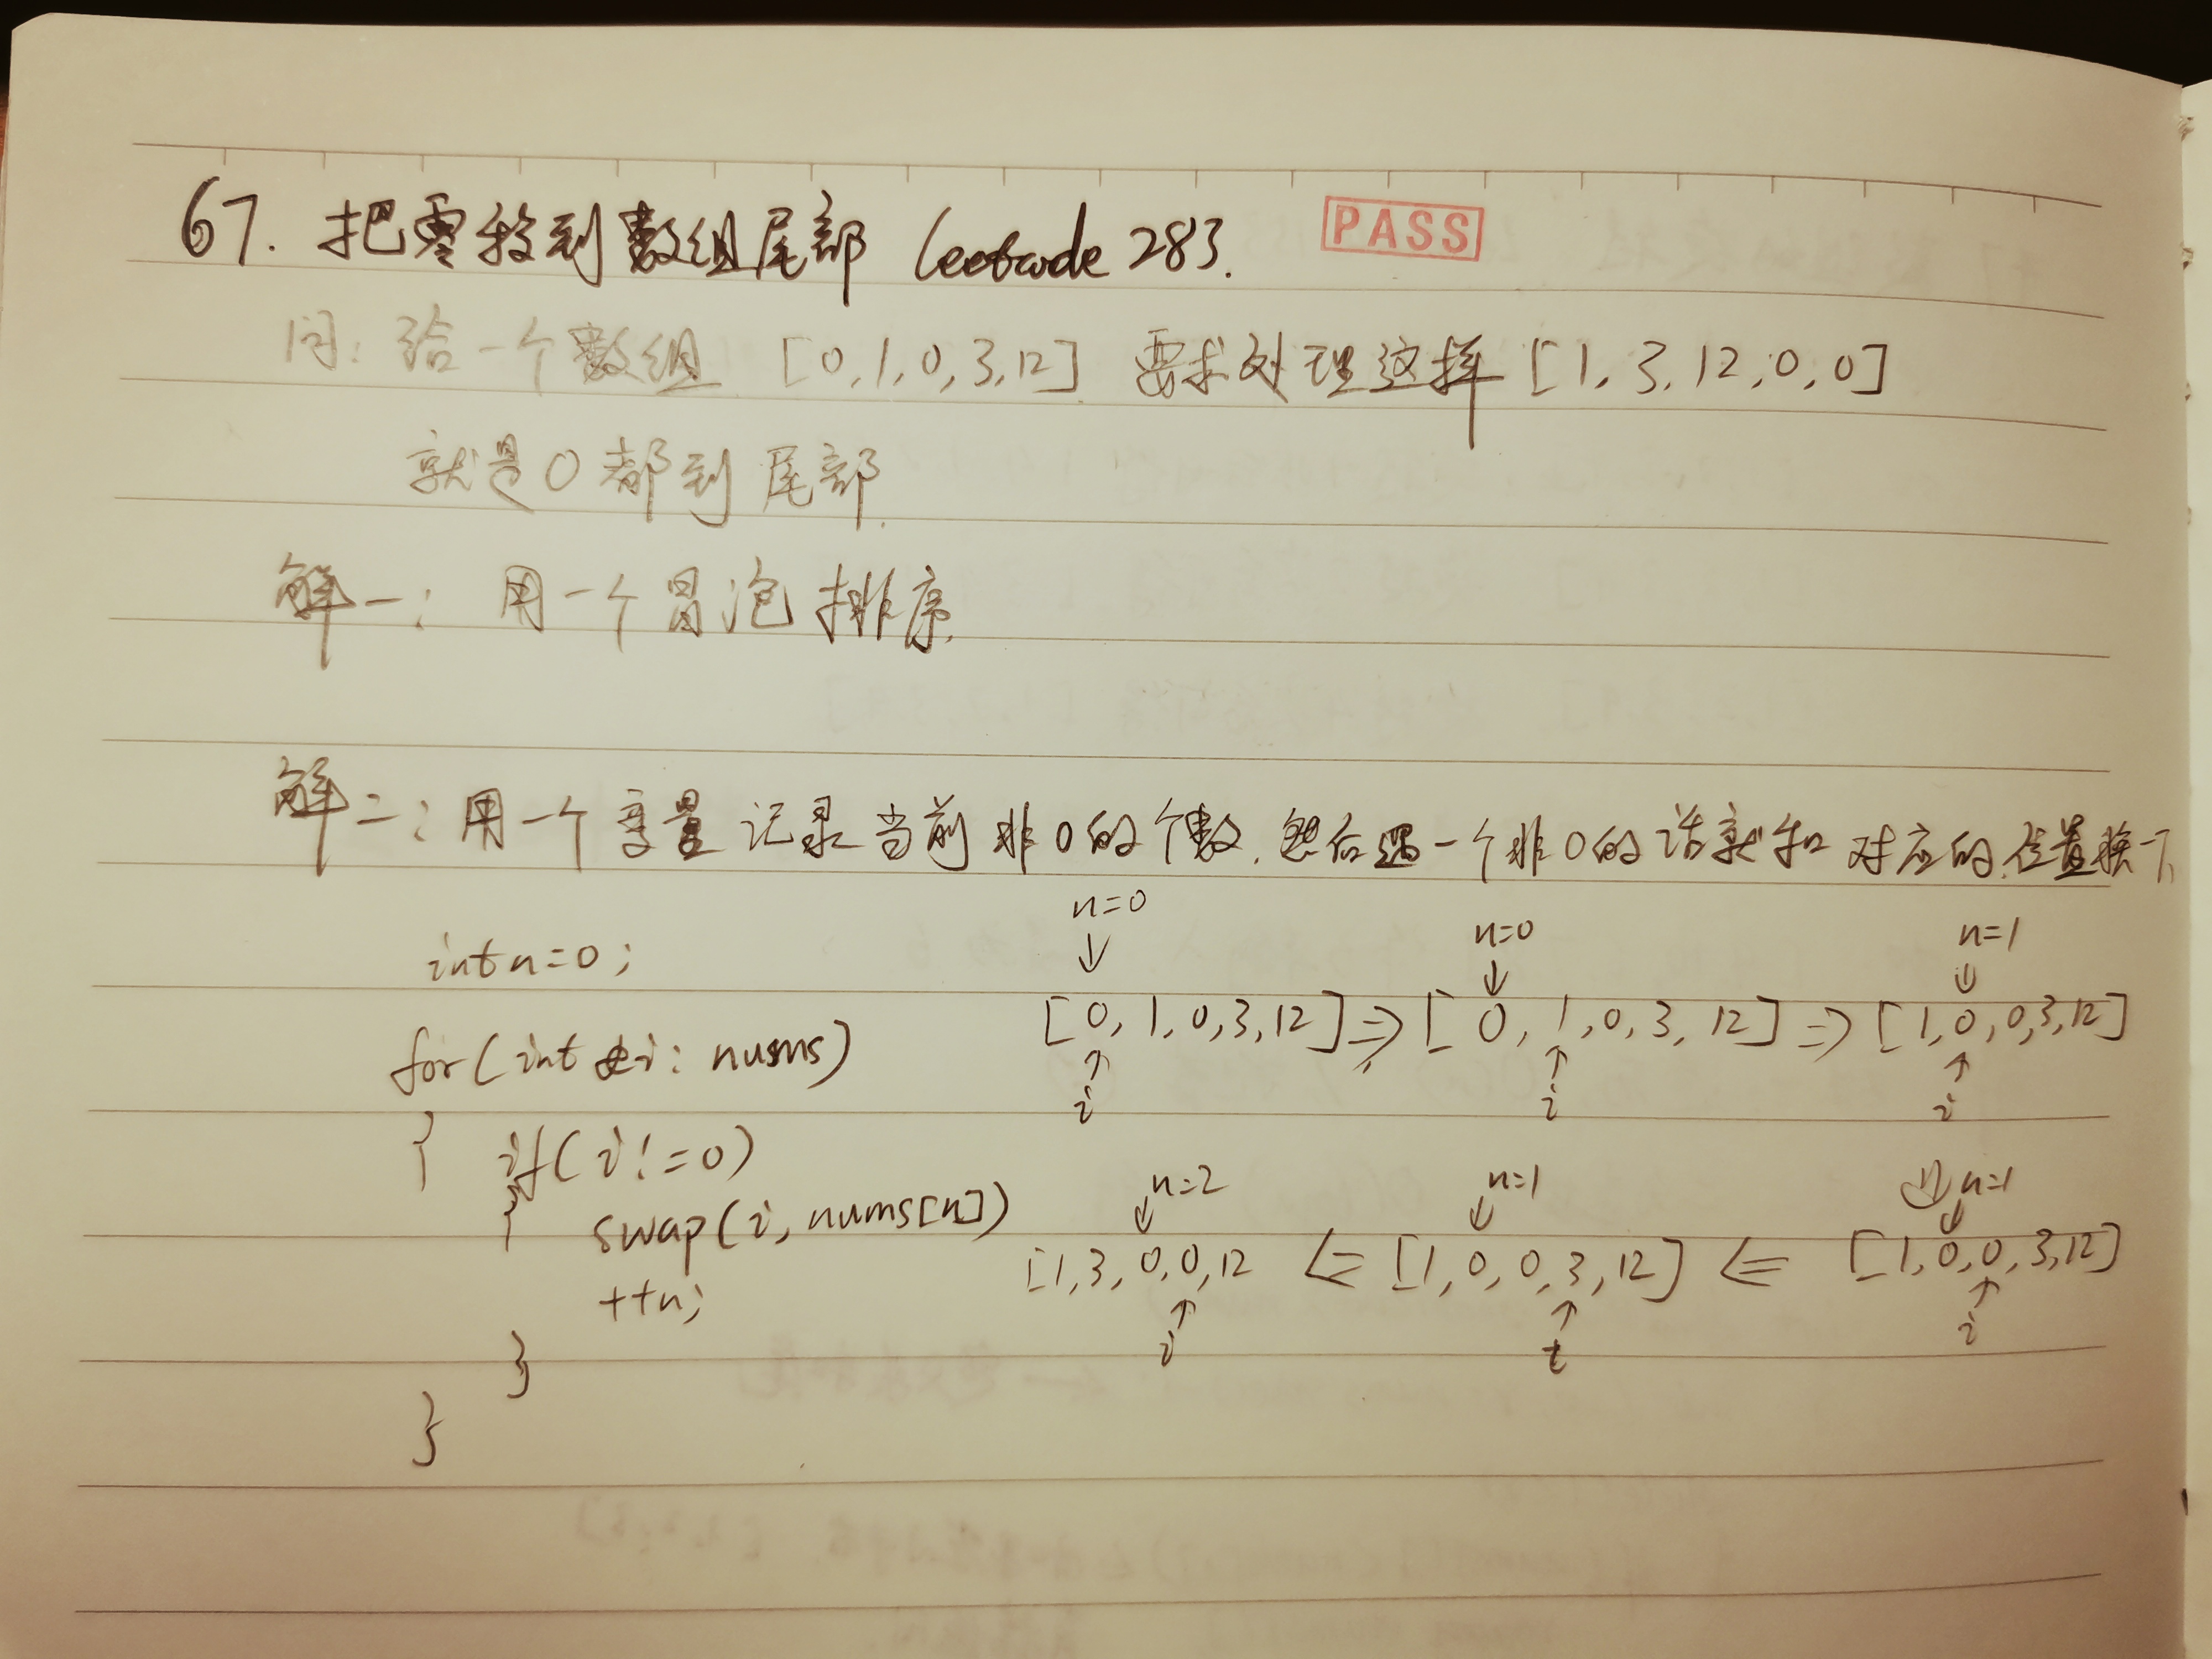 67. 把零移到数组尾部 leetcode 283. PASS
问: 给一个数组 [0,1,0,3,12] 要求处理这样 [1,3,12,0,0]
就是0都到尾部.
解一: 用一个冒泡排序.
解二: 用一个变量记录当前非0的个数.然后遇一个非0的话就和对应的位置换一下
n=0 n=0 n=1
int n=0;
[0,1,0,3,12] => [0,1,0,3,12] => [1,0,0,3,12]
for(int &i: nums)
i i i
{ if(i!=0)
n=2 n=1 n=1
{ swap(i, nums[n])
[1,3,0,0,12 <= [1,0,0,3,12] <= [1,0,0,3,12]
++n;
i i i
}
}